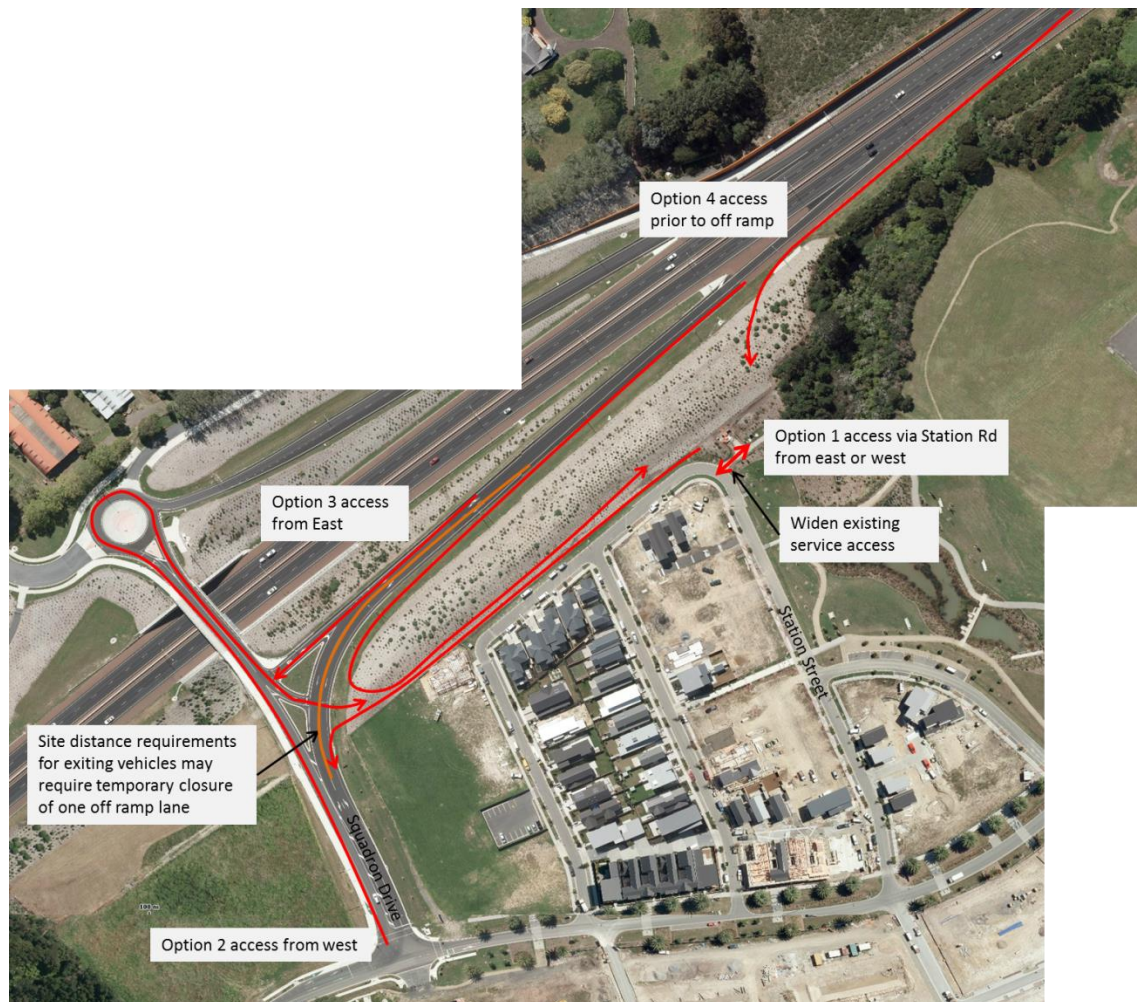 Option 4 access
prior to off ramp
Option 1 access via Station Rd
from east or west
Option 3 access
from East
Widen existing
service access
Station Street
Site distance requirements
for exiting vehicles may
require temporary closure
of one off ramp lane
Squadron Drive
100 m
Option 2 access from west